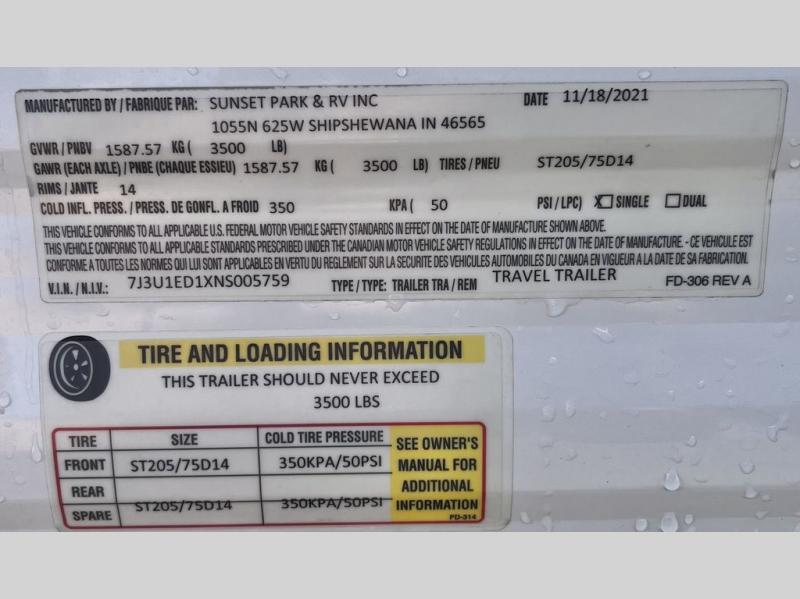 MANUFACTURED BY / FABRIQUE PAR: SUNSET PARK & RV INC DATE 11/18/2021
1055N 625W SHIPSHEWANA IN 46565
GVWR / PNBV 1587.57 KG ( 3500 LB)
GAWR (EACH AXLE) / PNBE (CHAQUE ESSIEU) 1587.57 KG ( 3500 LB) TIRES / PNEU ST205/75D14
RIMS / JANTE 14
COLD INFL. PRESS. / PRESS. DE GONFL. A FROID 350 KPA ( 50 PSI / LPC) X SINGLE DUAL
THIS VEHICLE CONFORMS TO ALL APPLICABLE U.S. FEDERAL MOTOR VEHICLE SAFETY STANDARDS IN EFFECT ON THE DATE OF MANUFACTURE SHOWN ABOVE.
THIS VEHICLE CONFORMS TO ALL APPLICABLE STANDARDS PRESCRIBED UNDER THE CANADIAN MOTOR VEHICLE SAFETY REGULATIONS IN EFFECT ON THE DATE OF MANUFACTURE. - CE VEHICULE EST
CONFORME A TOUTES LES NORMES QUI LUI SONT APPLICABLES EN VERTU DU REGLEMENT SUR LA SECURITE DES VEHICULES AUTOMOBILES DU CANADA EN VIGUEUR A LA DATE DE SA FABRICATION.
V.I.N. / N.I.V.: 7J3U1ED1XNS005759 TYPE / TYPE: TRAILER TRA / REM TRAVEL TRAILER FD-306 REV A
TIRE AND LOADING INFORMATION
THIS TRAILER SHOULD NEVER EXCEED
3500 LBS
TIRE SIZE COLD TIRE PRESSURE
FRONT ST205/75D14 350KPA/50PSI
REAR
SPARE ST205/75D14 350KPA/50PSI
SEE OWNER'S
MANUAL FOR
ADDITIONAL
INFORMATION
FD-314